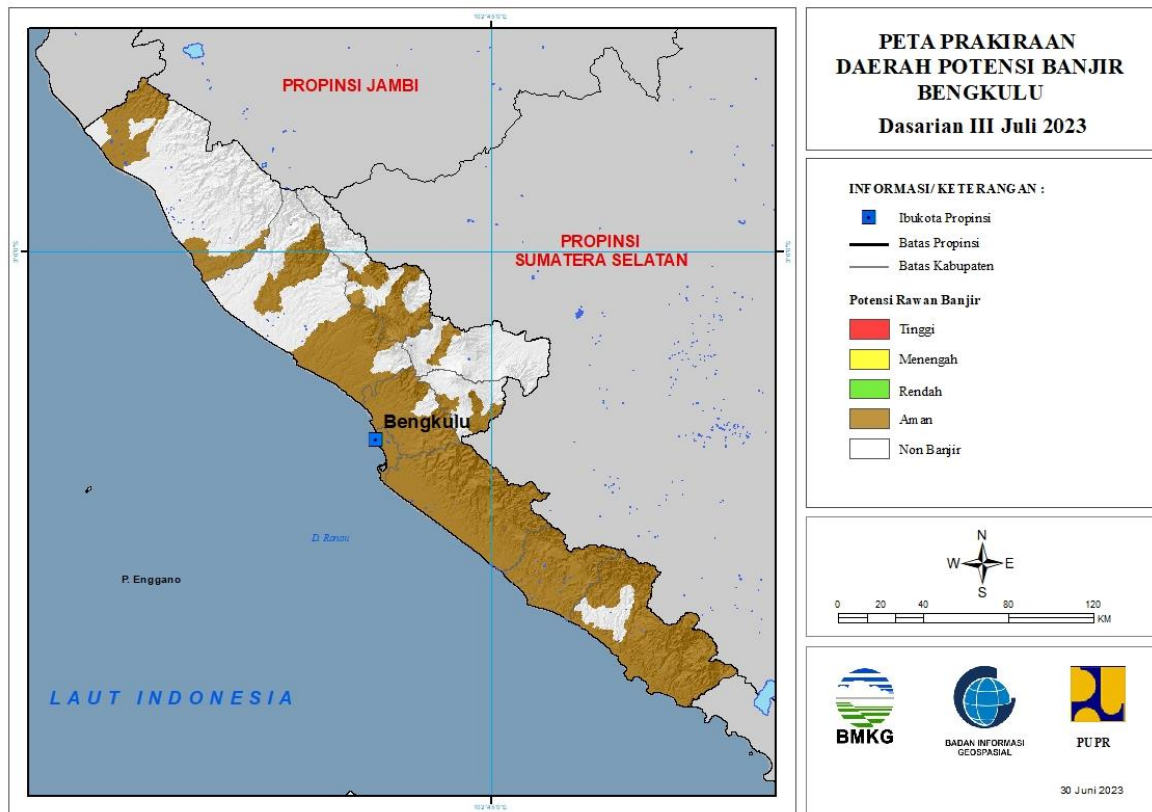 PETA PRAKIRAAN
DAERAH POTENSI BANJIR
BENGKULU
Dasarian III Juli 2023
INFORMASI/ KETERANGAN :
Ibukota Propinsi
Batas Propinsi
Batas Kabupaten
Potensi Rawan Banjir
Tinggi
Menengah
Rendah
Aman
Non Banjir
N
W E
S
0 20 40 80 120
KM
BMKG
BADAN INFORMASI
GEOSPASIAL
PUPR
30 Juni 2023
PROPINSI JAMBI
PROPINSI
SUMATERA SELATAN
Bengkulu
D. Ranau
P. Enggano
LAUT INDONESIA